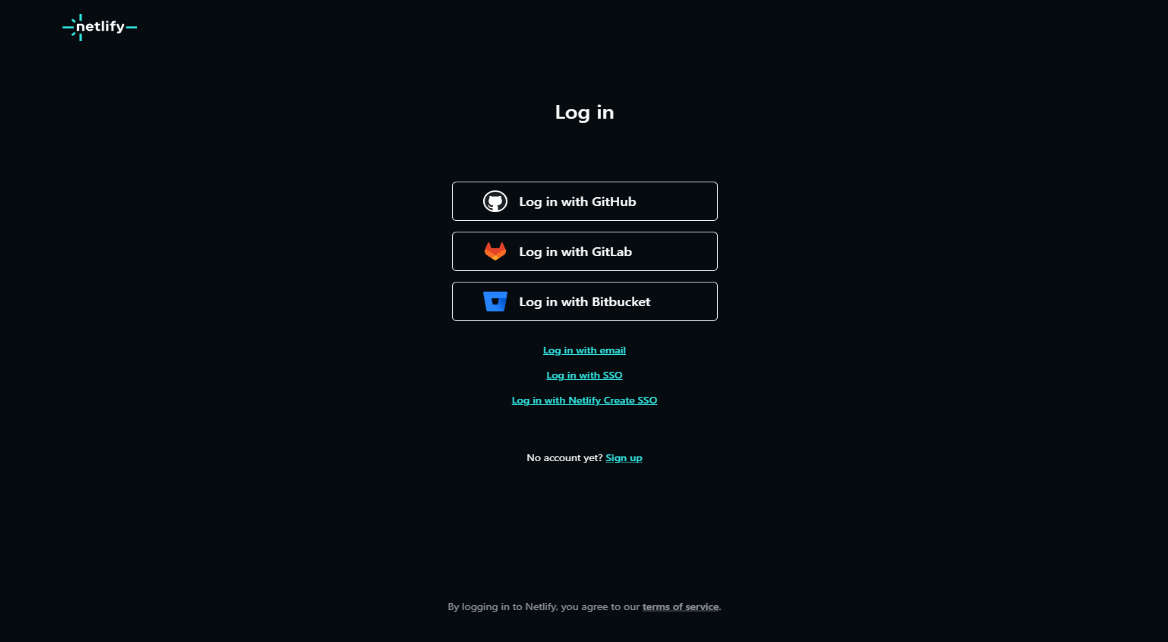 netlify
Log in
Log in with GitHub
Log in with GitLab
Log in with Bitbucket
Log in with email
Log in with SSO
Log in with Netlify Create SSO
No account yet? Sign up
By logging in to Netlify, you agree to our terms of service.